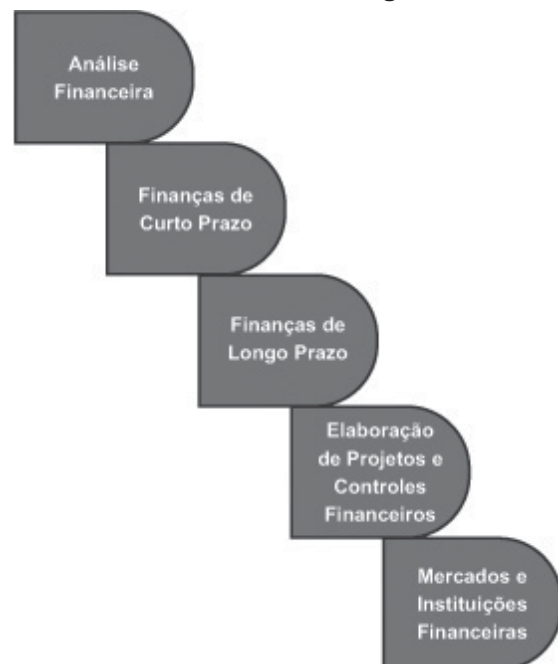 Análise
Financeira
Finanças de
Curto Prazo
Finanças de
Longo Prazo
Elaboração
de Projetos e
Controles
Financeiros
Mercados e
Instituições
Financeiras